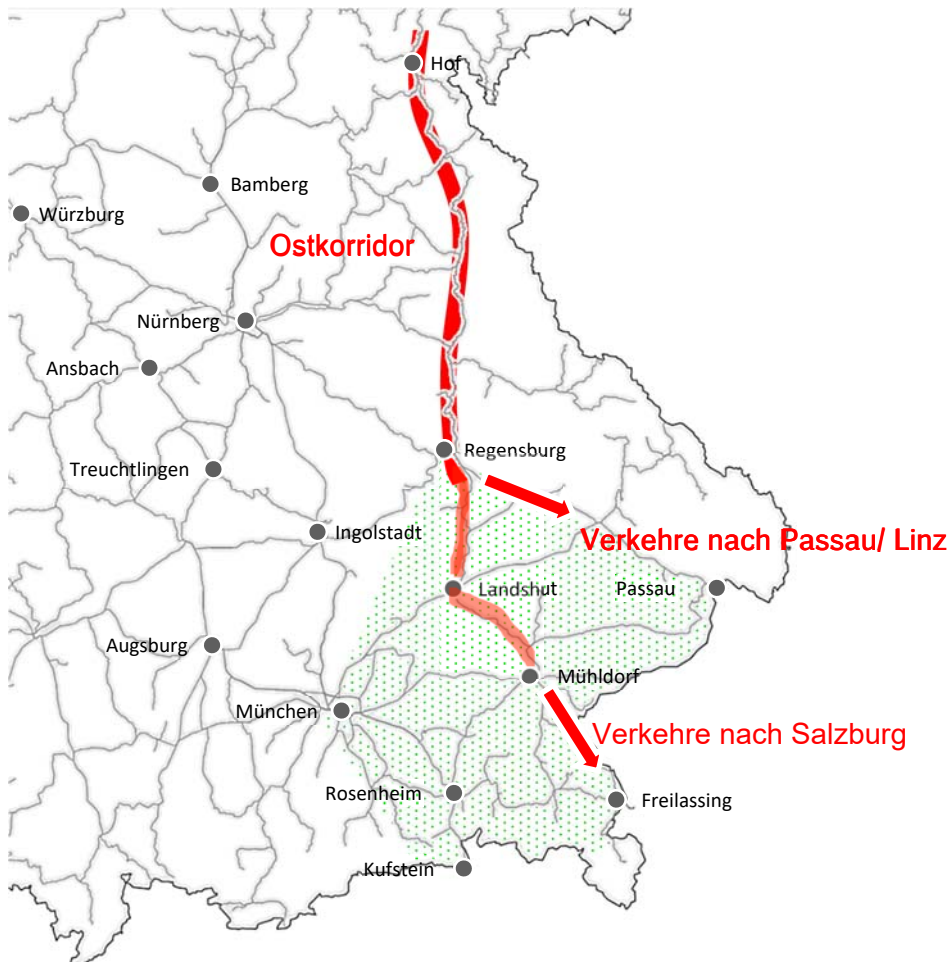 Hof
Bamberg
Würzburg
Ostkorridor
Nürnberg
Ansbach
Regensburg
Treuchtlingen
Ingolstadt
Verkehre nach Passau/ Linz
Landshut
Passau
Augsburg
Mühldorf
München
Verkehre nach Salzburg
Rosenheim
Freilassing
Kufstein